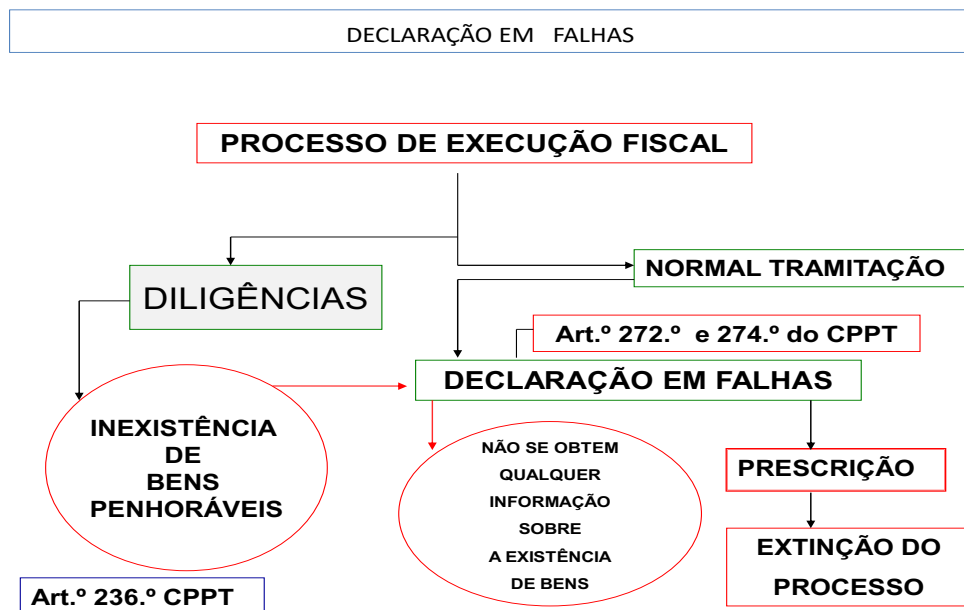 DECLARAÇÃO EM FALHAS
PROCESSO DE EXECUÇÃO FISCAL
NORMAL TRAMITAÇÃO
DILIGÊNCIAS
Art.º 272.º e 274.º do CPPT
DECLARAÇÃO EM FALHAS
INEXISTÊNCIA
DE
BENS
PENHORÁVEIS
NÃO SE OBTEM
QUALQUER
INFORMAÇÃO
SOBRE
A EXISTÊNCIA
DE BENS
PRESCRIÇÃO
EXTINÇÃO DO
PROCESSO
Art.º 236.º CPPT